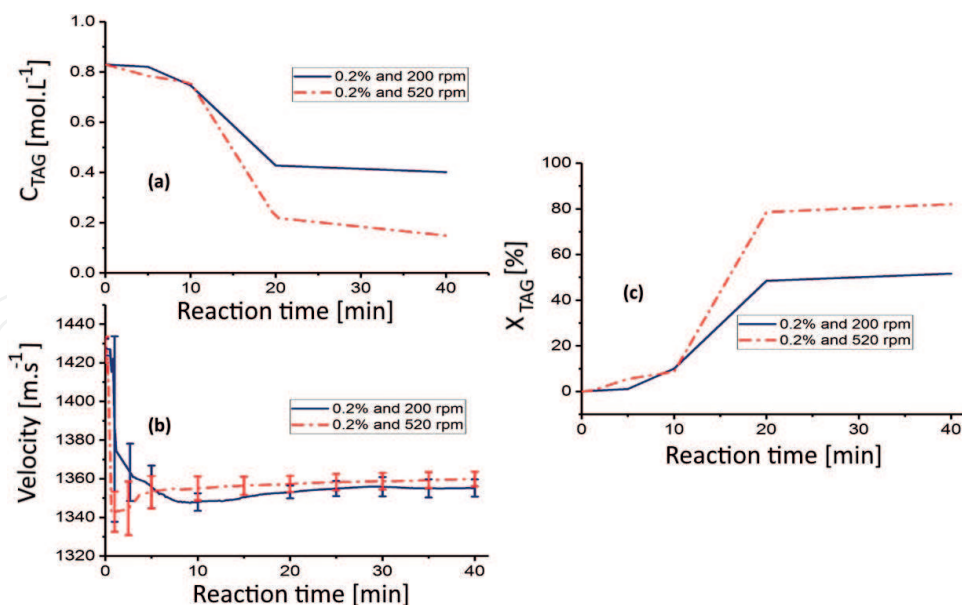 1.0
0.8
0.6
0.4
0.2
0.0
C_TAG [mol.L⁻¹]
0.2% and 200 rpm
0.2% and 520 rpm
(a)
0 10 20 30 40
Reaction time [min]
1440
1420
1400
1380
1360
1340
1320
Velocity [m.s⁻¹]
(b)
0.2% and 200 rpm
0.2% and 520 rpm
0 10 20 30 40
Reaction time [min]
100
80
60
40
20
0
X_TAG [%]
(c)
0.2% and 200 rpm
0.2% and 520 rpm
0 10 20 30 40
Reaction time [min]